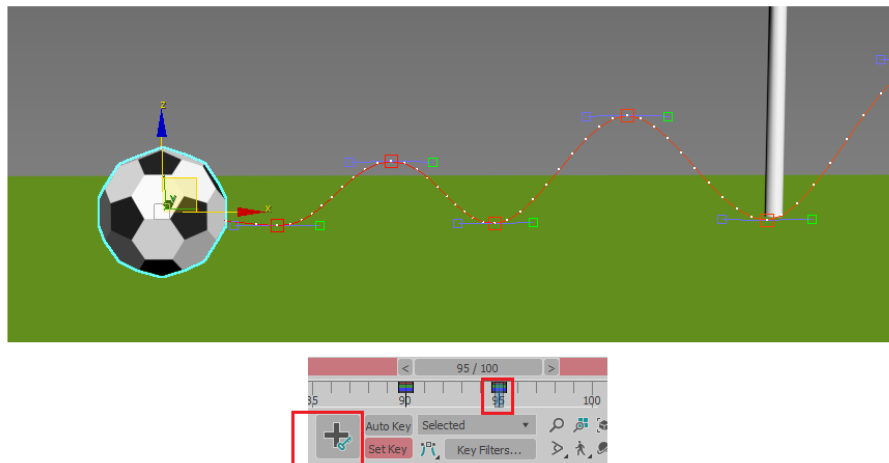 z
y
x
< 95 / 100 >
85 90 95 100
Auto Key Selected
Set Key Key Filters...